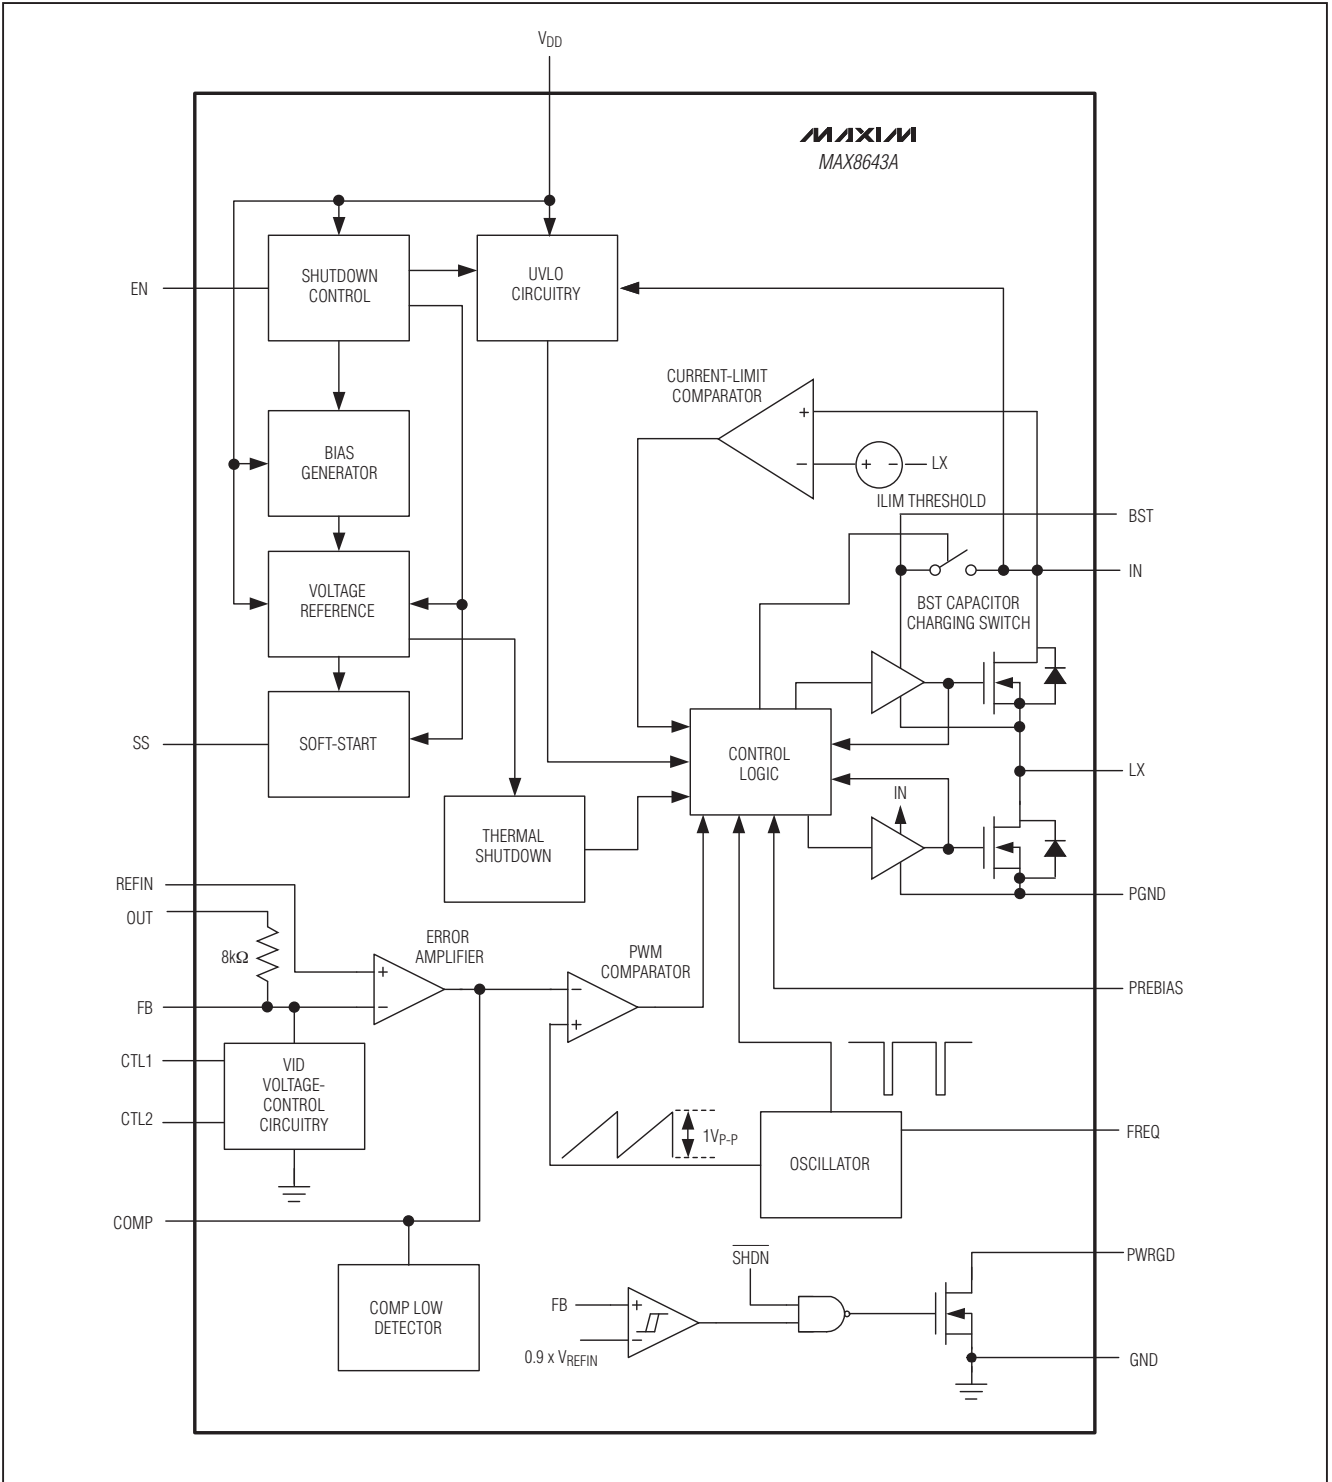 VDD
MAXIM
MAX8643A
SHUTDOWN
CONTROL
UVLO
CIRCUITRY
EN
CURRENT-LIMIT
COMPARATOR
+
−
+ −
LX
ILIM THRESHOLD
BIAS
GENERATOR
BST
IN
VOLTAGE
REFERENCE
BST CAPACITOR
CHARGING SWITCH
SS
SOFT-START
CONTROL
LOGIC
LX
IN
THERMAL
SHUTDOWN
REFIN
PGND
OUT
8kΩ
ERROR
AMPLIFIER
+
−
PWM
COMPARATOR
−
+
PREBIAS
FB
CTL1
VID
VOLTAGE-
CONTROL
CIRCUITRY
CTL2
1VP-P
OSCILLATOR
FREQ
COMP
COMP LOW
DETECTOR
SHDN
PWRGD
FB
+
−
0.9 x VREFIN
GND